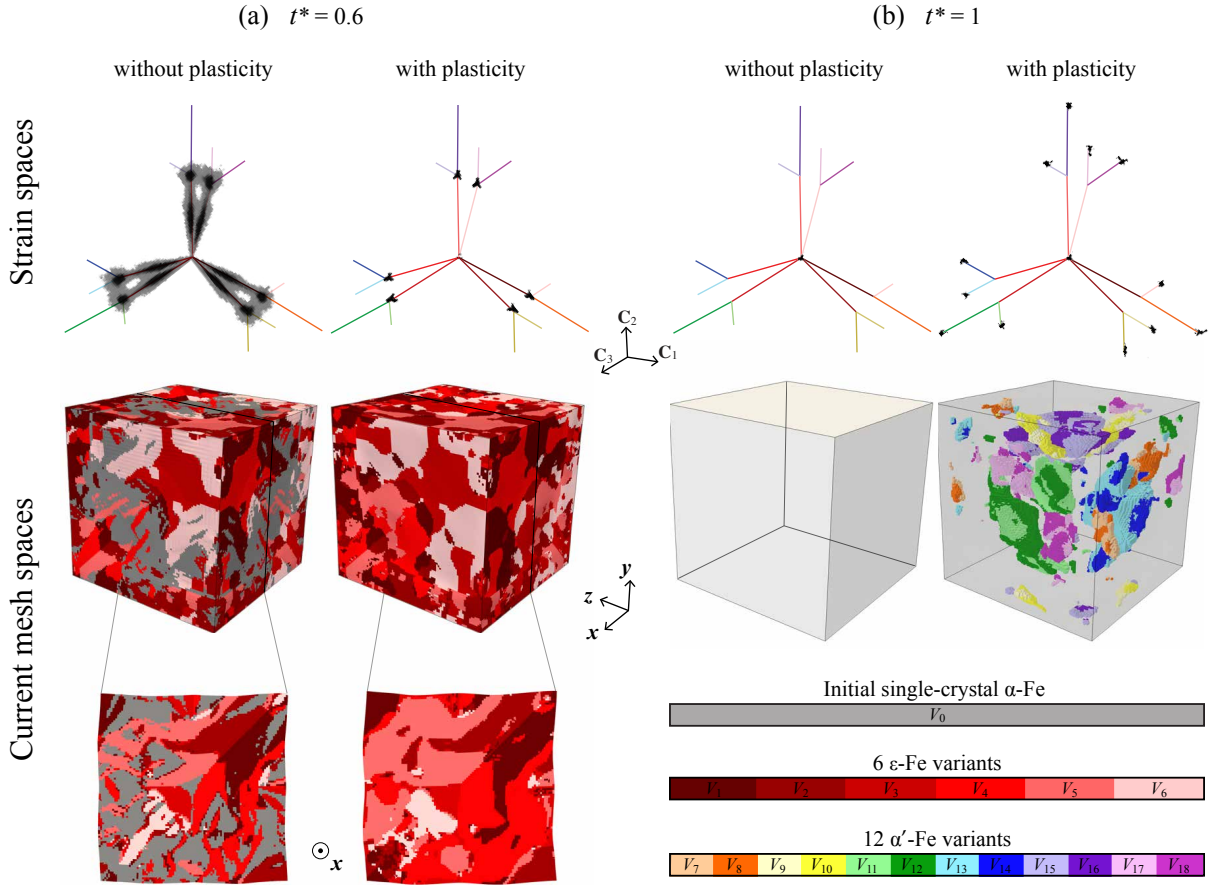 (a) t* = 0.6
(b) t* = 1
without plasticity
with plasticity
without plasticity
with plasticity
Strain spaces
C₂
C₃
C₁
Current mesh spaces
y
z
x
x
Initial single-crystal α-Fe
V₀
6 ε-Fe variants
V₁ V₂ V₃ V₄ V₅ V₆
12 α′-Fe variants
V₇ V₈ V₉ V₁₀ V₁₁ V₁₂ V₁₃ V₁₄ V₁₅ V₁₆ V₁₇ V₁₈